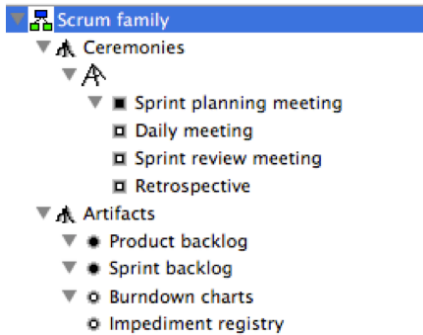 Scrum family
Ceremonies
Sprint planning meeting
Daily meeting
Sprint review meeting
Retrospective
Artifacts
Product backlog
Sprint backlog
Burndown charts
Impediment registry